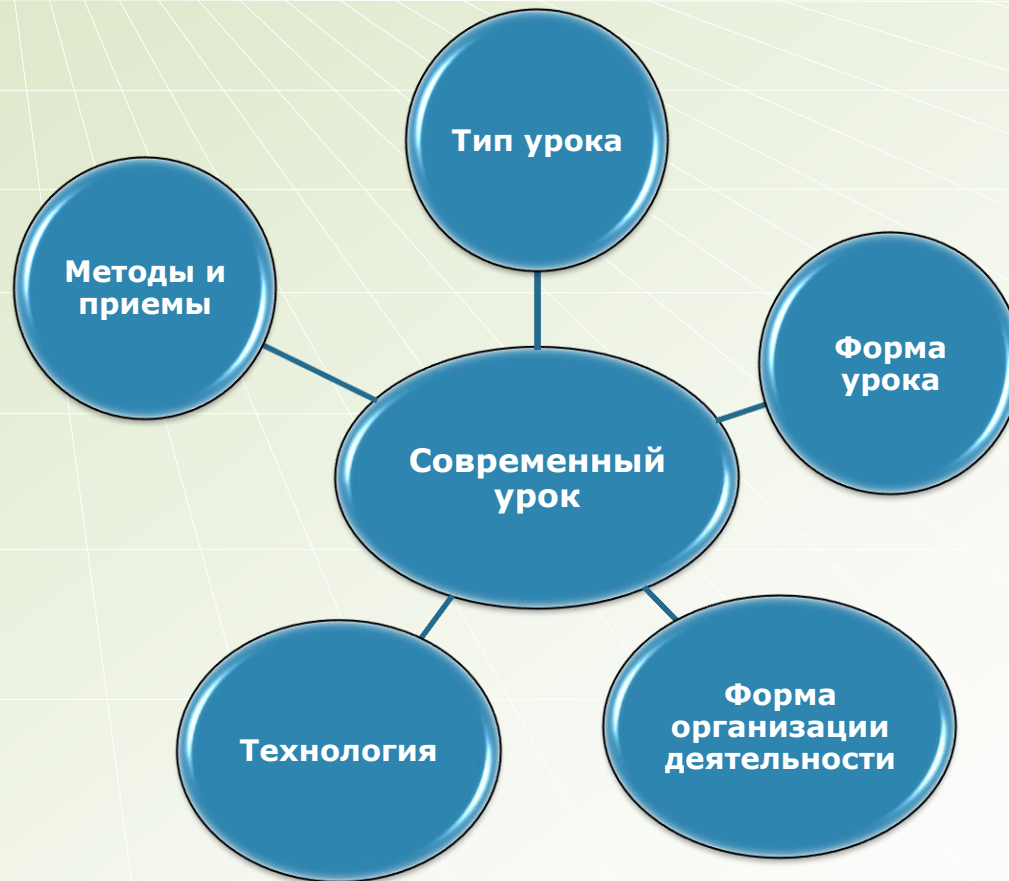 Тип урока
Методы и
приемы
Форма
урока
Современный
урок
Форма
организации
деятельности
Технология